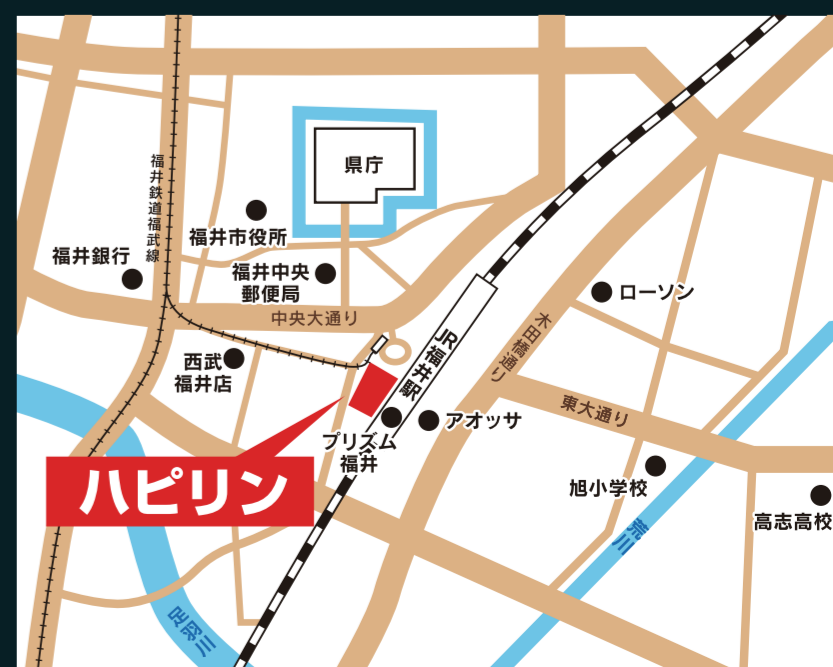 県庁
福井鉄道福武線
福井市役所
福井銀行
福井中央
郵便局
中央大通り
ローソン
木田橋通り
JR福井駅
西武
福井店
東大通り
アオッサ
プリズム
福井
ハピリン
旭小学校
高志高校
荒川
足羽川